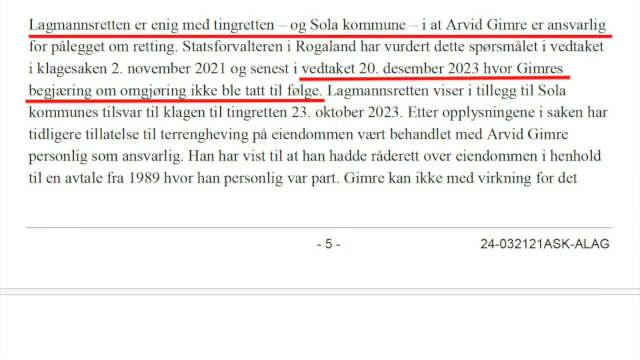 Lagmannsretten er enig med tingretten – og Sola kommune – i at Arvid Gimre er ansvarlig
for pålegget om retting. Statsforvalteren i Rogaland har vurdert dette spørsmålet i vedtaket
i klagesaken 2. november 2021 og senest i vedtaket 20. desember 2023 hvor Gimres
begjæring om omgjøring ikke ble tatt til følge. Lagmannsretten viser i tillegg til Sola
kommunes tilsvar til klagen til tingretten 23. oktober 2023. Etter opplysningene i saken har
tidligere tillatelse til terrengheving på eiendommen vært behandlet med Arvid Gimre
personlig som ansvarlig. Han har vist til at han hadde råderett over eiendommen i henhold
til en avtale fra 1989 hvor han personlig var part. Gimre kan ikke med virkning for det
- 5 - 24-032121ASK-ALAG